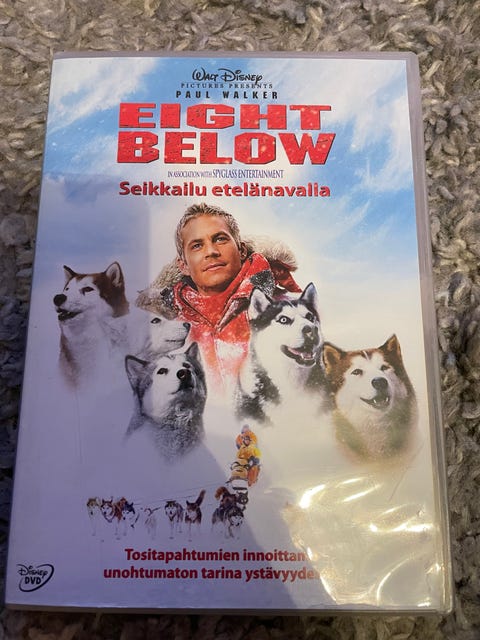 Walt Disney
PICTURES PRESENTS
PAUL WALKER
EIGHT
BELOW
IN ASSOCIATION WITH SPYGLASS ENTERTAINMENT
Seikkailu etelänavalla
Tositapahtumien
unohtumaton tarina
Disney
DVD